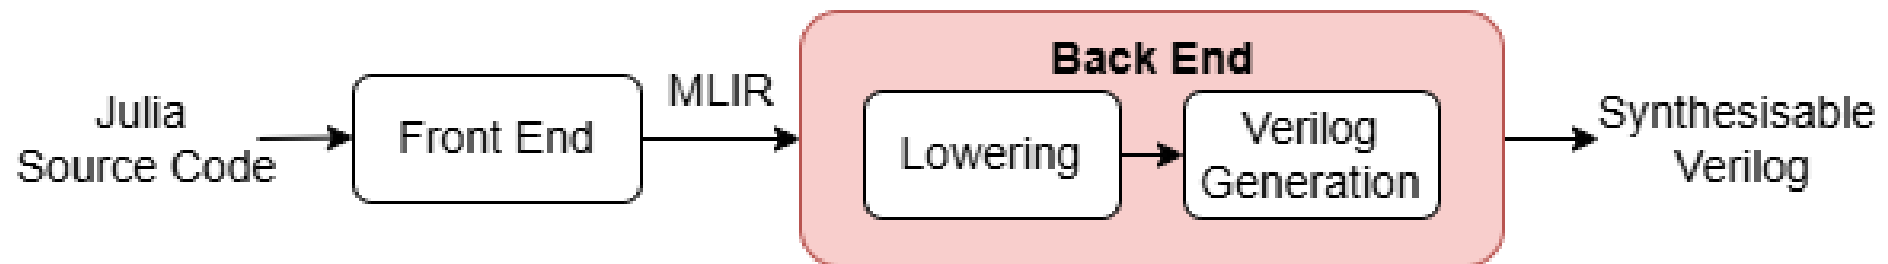 Julia
Source Code
Front End
MLIR
Back End
Lowering
Verilog
Generation
Synthesisable
Verilog